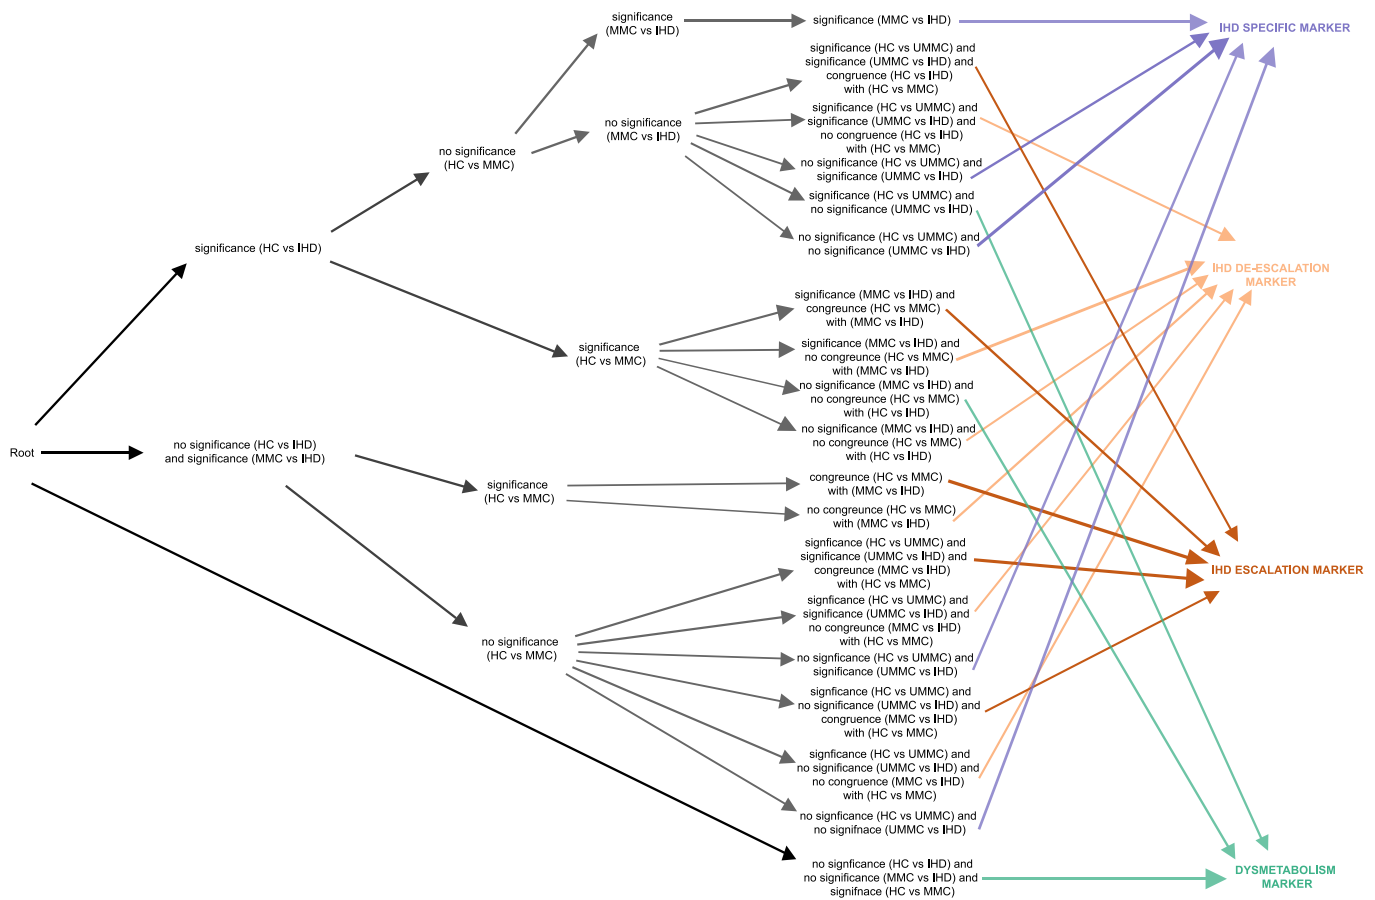 Root
significance (HC vs IHD)
no significance (HC vs IHD)
and significance (MMC vs IHD)
no significance
(HC vs MMC)
significance
(HC vs MMC)
significance
(HC vs MMC)
no significance
(HC vs MMC)
significance
(MMC vs IHD)
no significance
(MMC vs IHD)
significance (MMC vs IHD)
significance (HC vs UMMC) and
significance (UMMC vs IHD) and
congruence (HC vs IHD)
with (HC vs MMC)
significance (HC vs UMMC) and
significance (UMMC vs IHD) and
no congruence (HC vs IHD)
with (HC vs MMC)
no significance (HC vs UMMC) and
significance (UMMC vs IHD)
significance (HC vs UMMC) and
no significance (UMMC vs IHD)
no significance (HC vs UMMC) and
no significance (UMMC vs IHD)
significance (MMC vs IHD) and
congreunce (HC vs MMC)
with (MMC vs IHD)
significance (MMC vs IHD) and
no congreunce (HC vs MMC)
with (MMC vs IHD)
no significance (MMC vs IHD) and
no congreunce (HC vs MMC)
with (HC vs IHD)
no significance (MMC vs IHD) and
no congreunce (HC vs MMC)
with (HC vs IHD)
congreunce (HC vs MMC)
with (MMC vs IHD)
no congreunce (HC vs MMC)
with (MMC vs IHD)
signficance (HC vs UMMC) and
significance (UMMC vs IHD) and
congreunce (MMC vs IHD)
with (HC vs MMC)
signficance (HC vs UMMC) and
significance (UMMC vs IHD) and
no congreunce (MMC vs IHD)
with (HC vs MMC)
no signficance (HC vs UMMC) and
significance (UMMC vs IHD)
signficance (HC vs UMMC) and
no significance (UMMC vs IHD) and
congruence (MMC vs IHD)
with (HC vs MMC)
signficance (HC vs UMMC) and
no significance (UMMC vs IHD) and
no congruence (MMC vs IHD)
with (HC vs MMC)
no signficance (HC vs UMMC) and
no signifnace (UMMC vs IHD)
no signficance (HC vs IHD) and
no significance (MMC vs IHD) and
signifnace (HC vs MMC)
IHD SPECIFIC MARKER
IHD DE-ESCALATION
MARKER
IHD ESCALATION MARKER
DYSMETABOLISM
MARKER